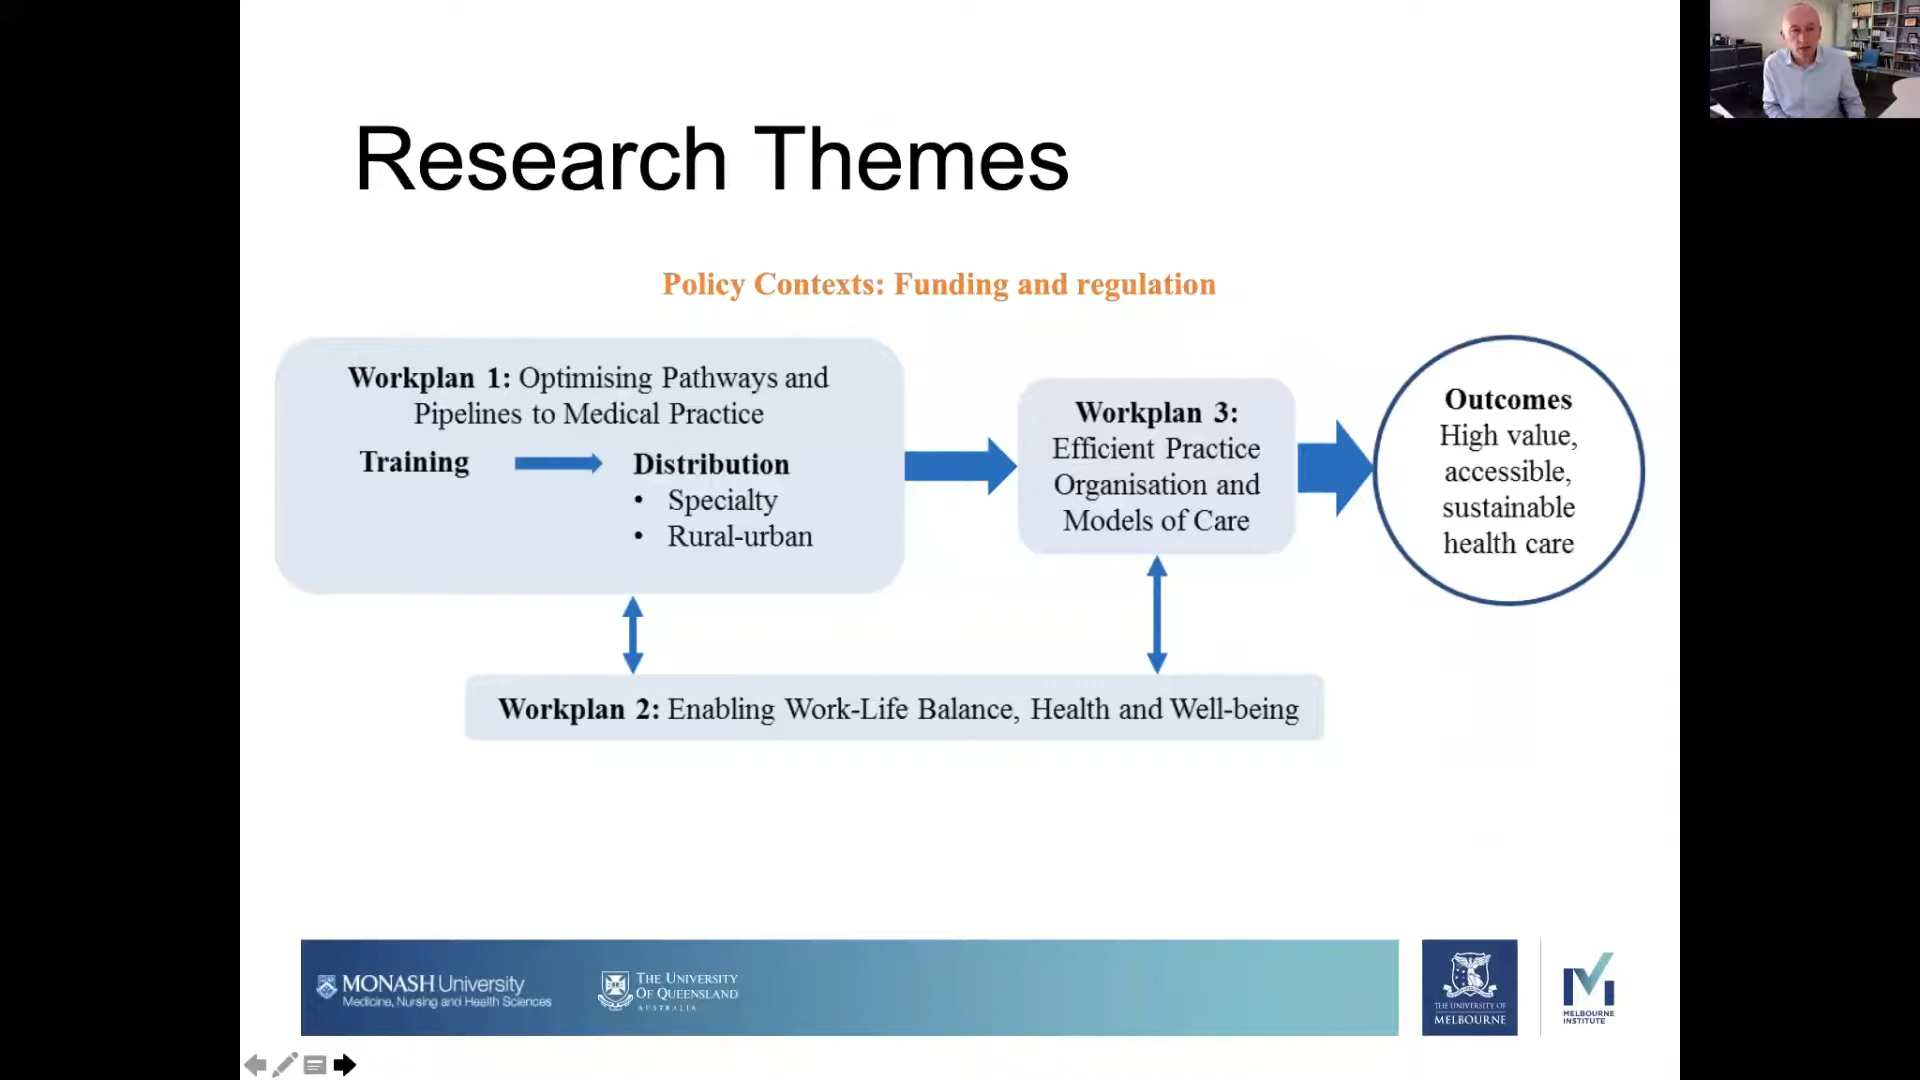 Research Themes
Policy Contexts: Funding and regulation
Workplan 1: Optimising Pathways and
Pipelines to Medical Practice
Training
Distribution
• Specialty
• Rural-urban
Workplan 3:
Efficient Practice
Organisation and
Models of Care
Outcomes
High value,
accessible,
sustainable
health care
Workplan 2: Enabling Work-Life Balance, Health and Well-being
MONASH University
Medicine, Nursing and Health Sciences
THE UNIVERSITY
OF QUEENSLAND
AUSTRALIA
THE UNIVERSITY OF
MELBOURNE
MELBOURNE
INSTITUTE